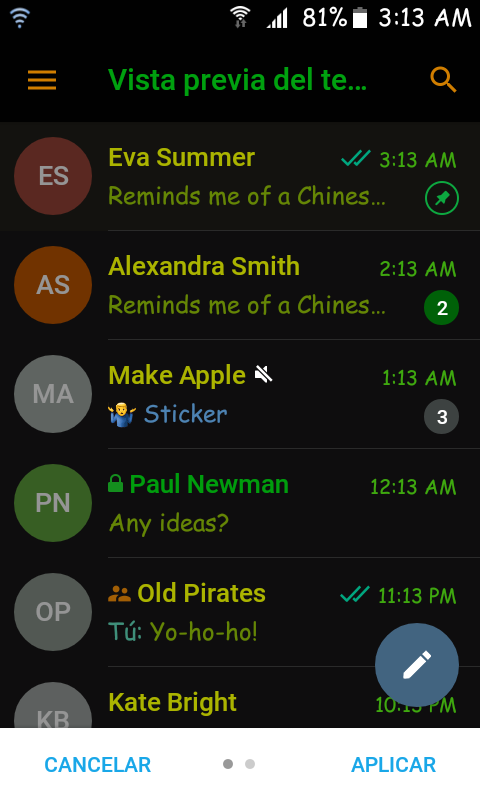 81% 3:13 AM
Vista previa del te...
ES Eva Summer 3:13 AM
Reminds me of a Chines...
AS Alexandra Smith 2:13 AM
Reminds me of a Chines... 2
MA Make Apple 1:13 AM
🤷‍♂️ Sticker 3
PN Paul Newman 12:13 AM
Any ideas?
OP Old Pirates 11:13 PM
Tú: Yo-ho-ho!
KB Kate Bright 10:13 PM
CANCELAR APLICAR